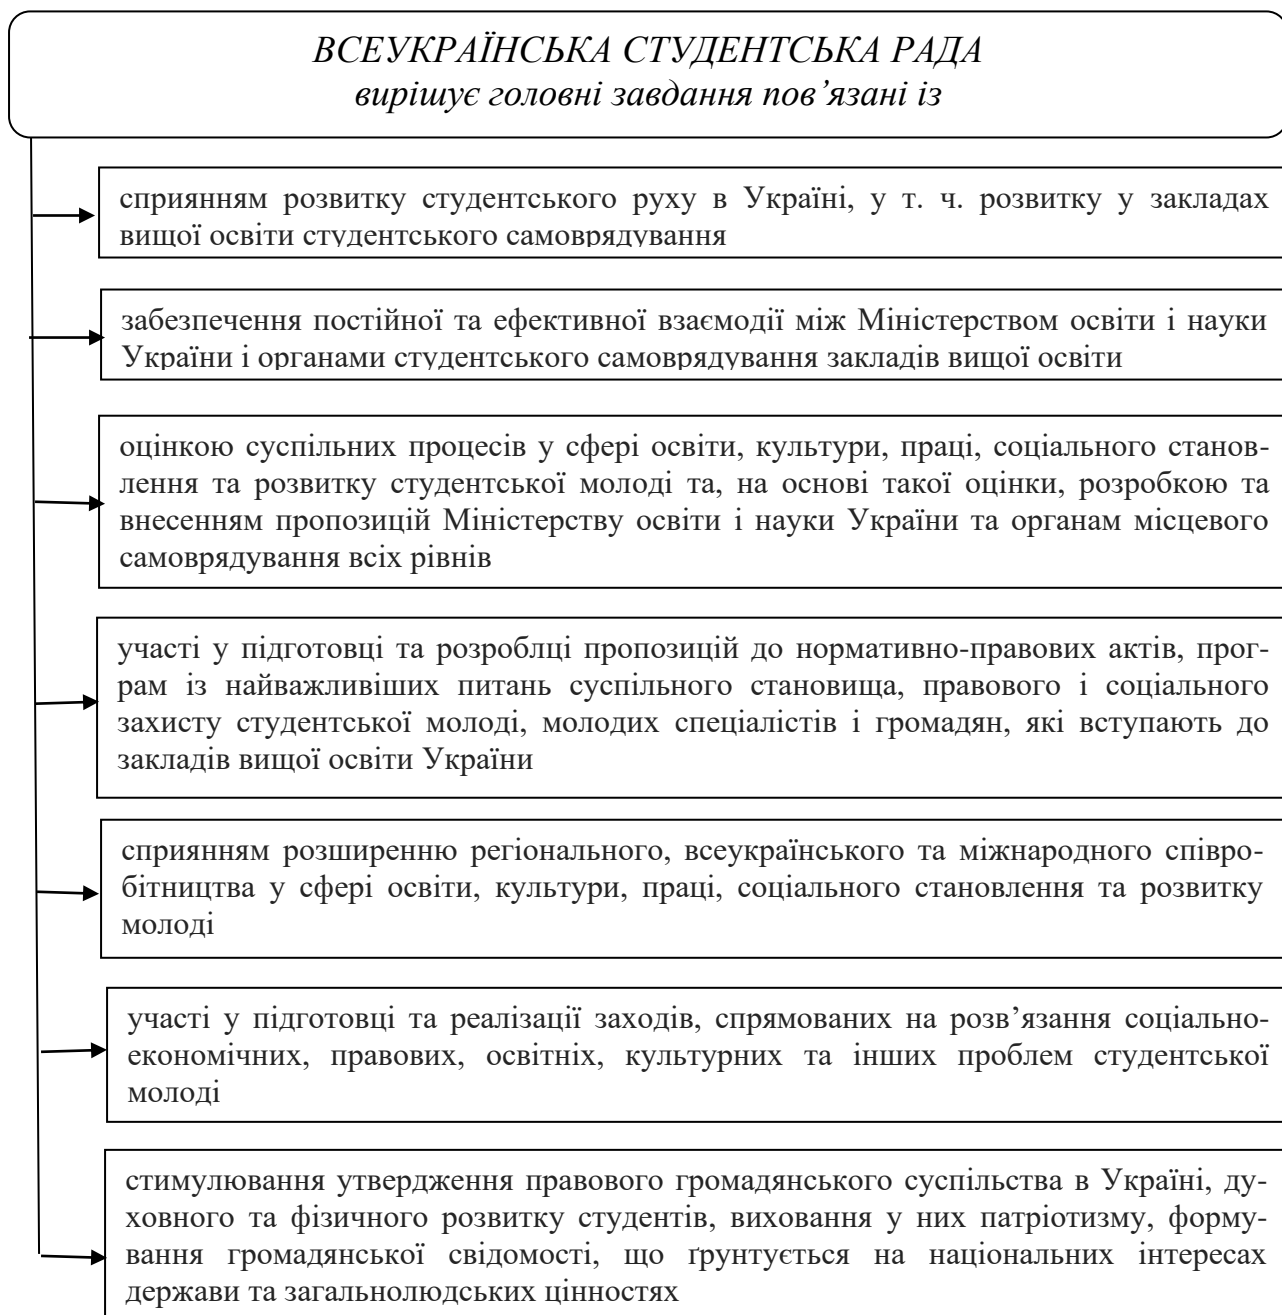 ВСЕУКРАЇНСЬКА СТУДЕНТСЬКА РАДА
вирішує головні завдання пов’язані із
сприянням розвитку студентського руху в Україні, у т. ч. розвитку у закладах
вищої освіти студентського самоврядування
забезпечення постійної та ефективної взаємодії між Міністерством освіти і науки
України і органами студентського самоврядування закладів вищої освіти
оцінкою суспільних процесів у сфері освіти, культури, праці, соціального станов-
лення та розвитку студентської молоді та, на основі такої оцінки, розробкою та
внесенням пропозицій Міністерству освіти і науки України та органам місцевого
самоврядування всіх рівнів
участі у підготовці та розроблці пропозицій до нормативно-правових актів, прог-
рам із найважливіших питань суспільного становища, правового і соціального
захисту студентської молоді, молодих спеціалістів і громадян, які вступають до
закладів вищої освіти України
сприянням розширенню регіонального, всеукраїнського та міжнародного співро-
бітництва у сфері освіти, культури, праці, соціального становлення та розвитку
молоді
участі у підготовці та реалізації заходів, спрямованих на розв’язання соціально-
економічних, правових, освітніх, культурних та інших проблем студентської
молоді
стимулювання утвердження правового громадянського суспільства в Україні, ду-
ховного та фізичного розвитку студентів, виховання у них патріотизму, форму-
вання громадянської свідомості, що ґрунтується на національних інтересах
держави та загальнолюдських цінностях